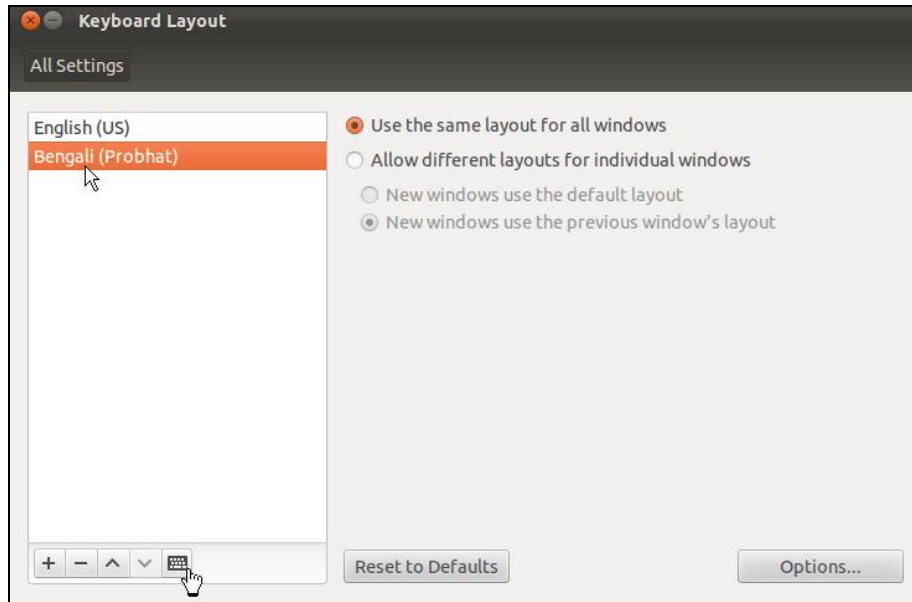 Keyboard Layout
All Settings
English (US)
Bengali (Probhat)
Use the same layout for all windows
Allow different layouts for individual windows
New windows use the default layout
New windows use the previous window's layout
Reset to Defaults
Options...